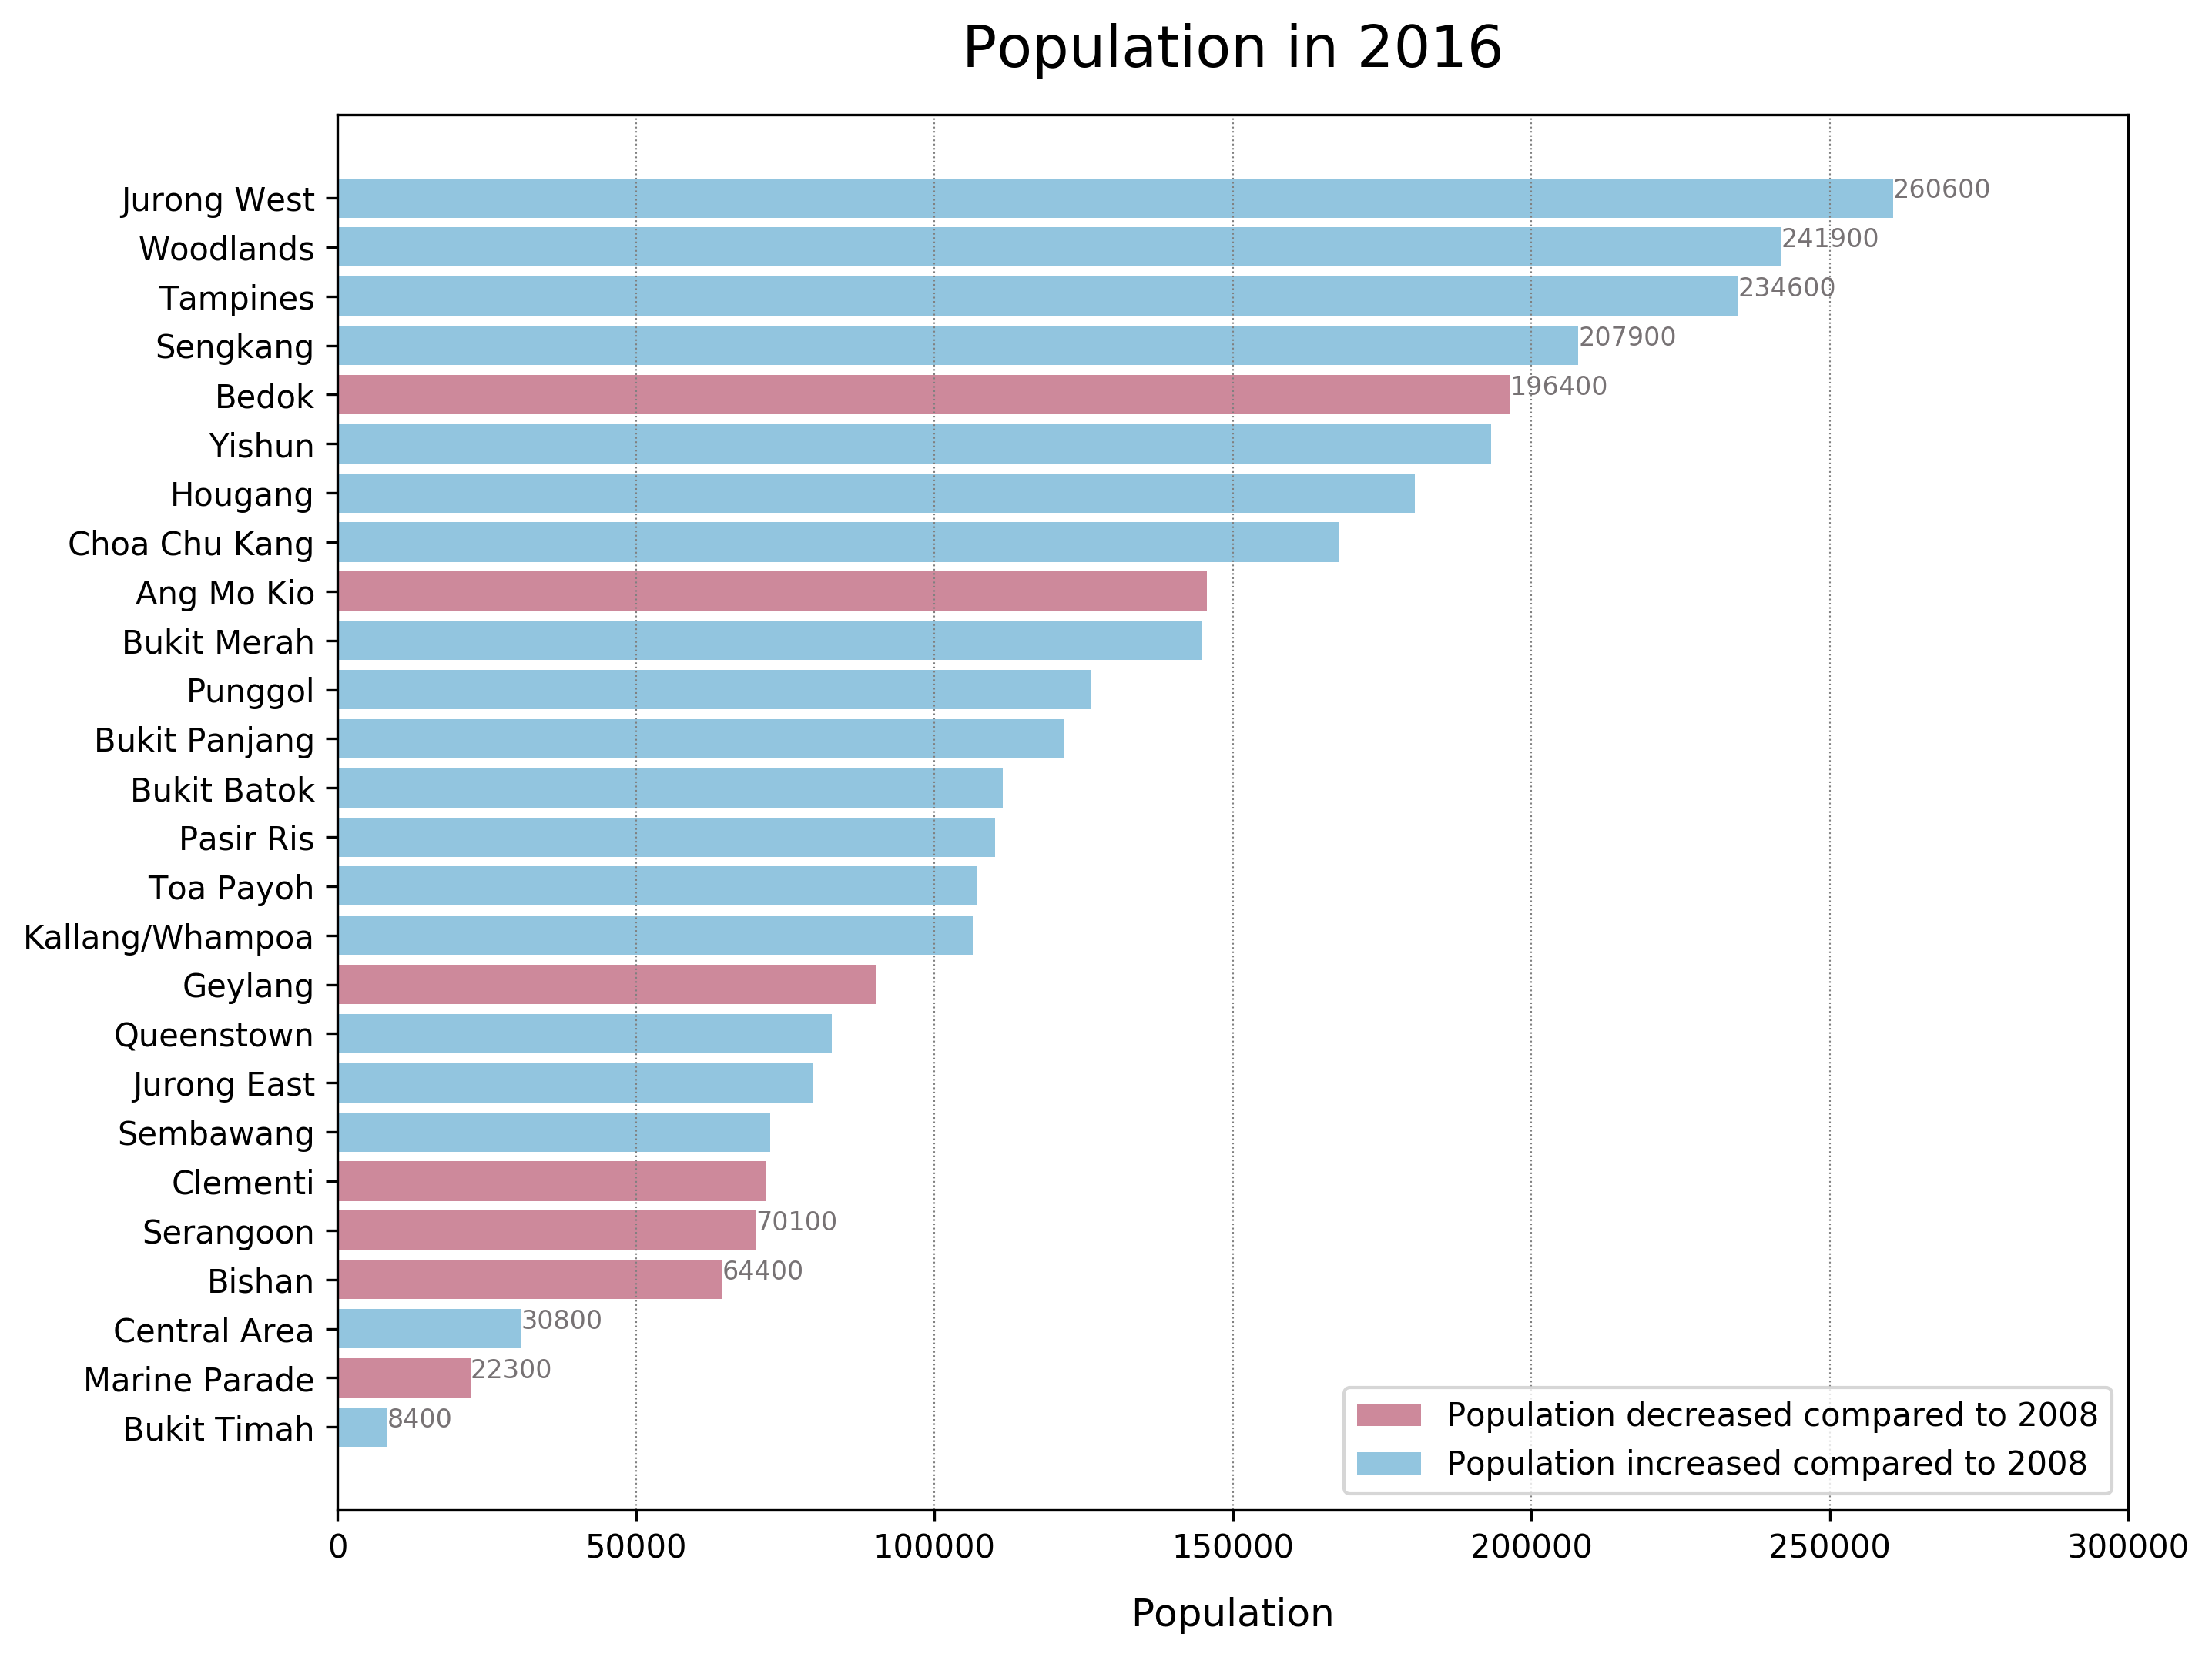 Population in 2016
Jurong West 260600
Woodlands 241900
Tampines 234600
Sengkang 207900
Bedok 196400
Yishun
Hougang
Choa Chu Kang
Ang Mo Kio
Bukit Merah
Punggol
Bukit Panjang
Bukit Batok
Pasir Ris
Toa Payoh
Kallang/Whampoa
Geylang
Queenstown
Jurong East
Sembawang
Clementi
Serangoon 70100
Bishan 64400
Central Area 30800
Marine Parade 22300
Bukit Timah 8400
Population decreased compared to 2008
Population increased compared to 2008
0 50000 100000 150000 200000 250000 300000
Population